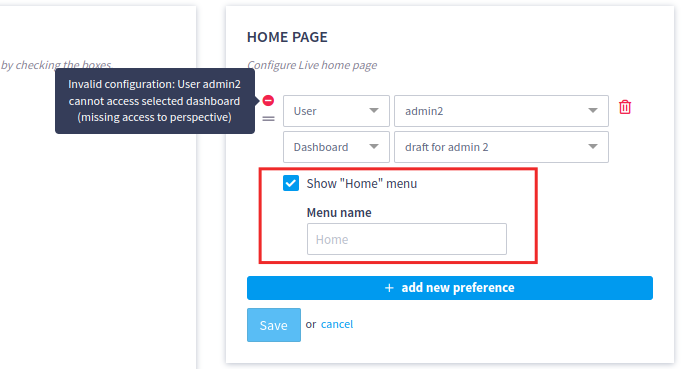 by checking the boxes.
Invalid configuration: User admin2
cannot access selected dashboard
(missing access to perspective)
HOME PAGE
Configure Live home page
User
admin2
Dashboard
draft for admin 2
Show "Home" menu
Menu name
Home
+ add new preference
Save or cancel